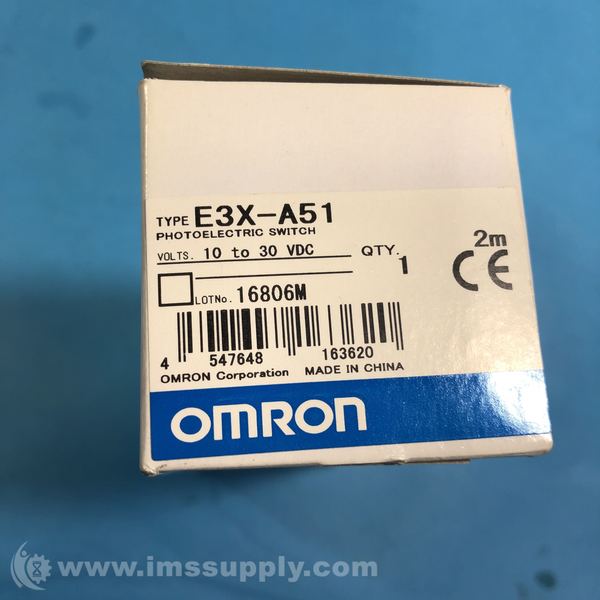 TYPE E3X-A51
PHOTOELECTRIC SWITCH
VOLTS. 10 to 30 VDC QTY. 1
2m
CE
LOTNo. 16806M
4 547648 163620
OMRON Corporation MADE IN CHINA
OMRON
www.imssupply.com